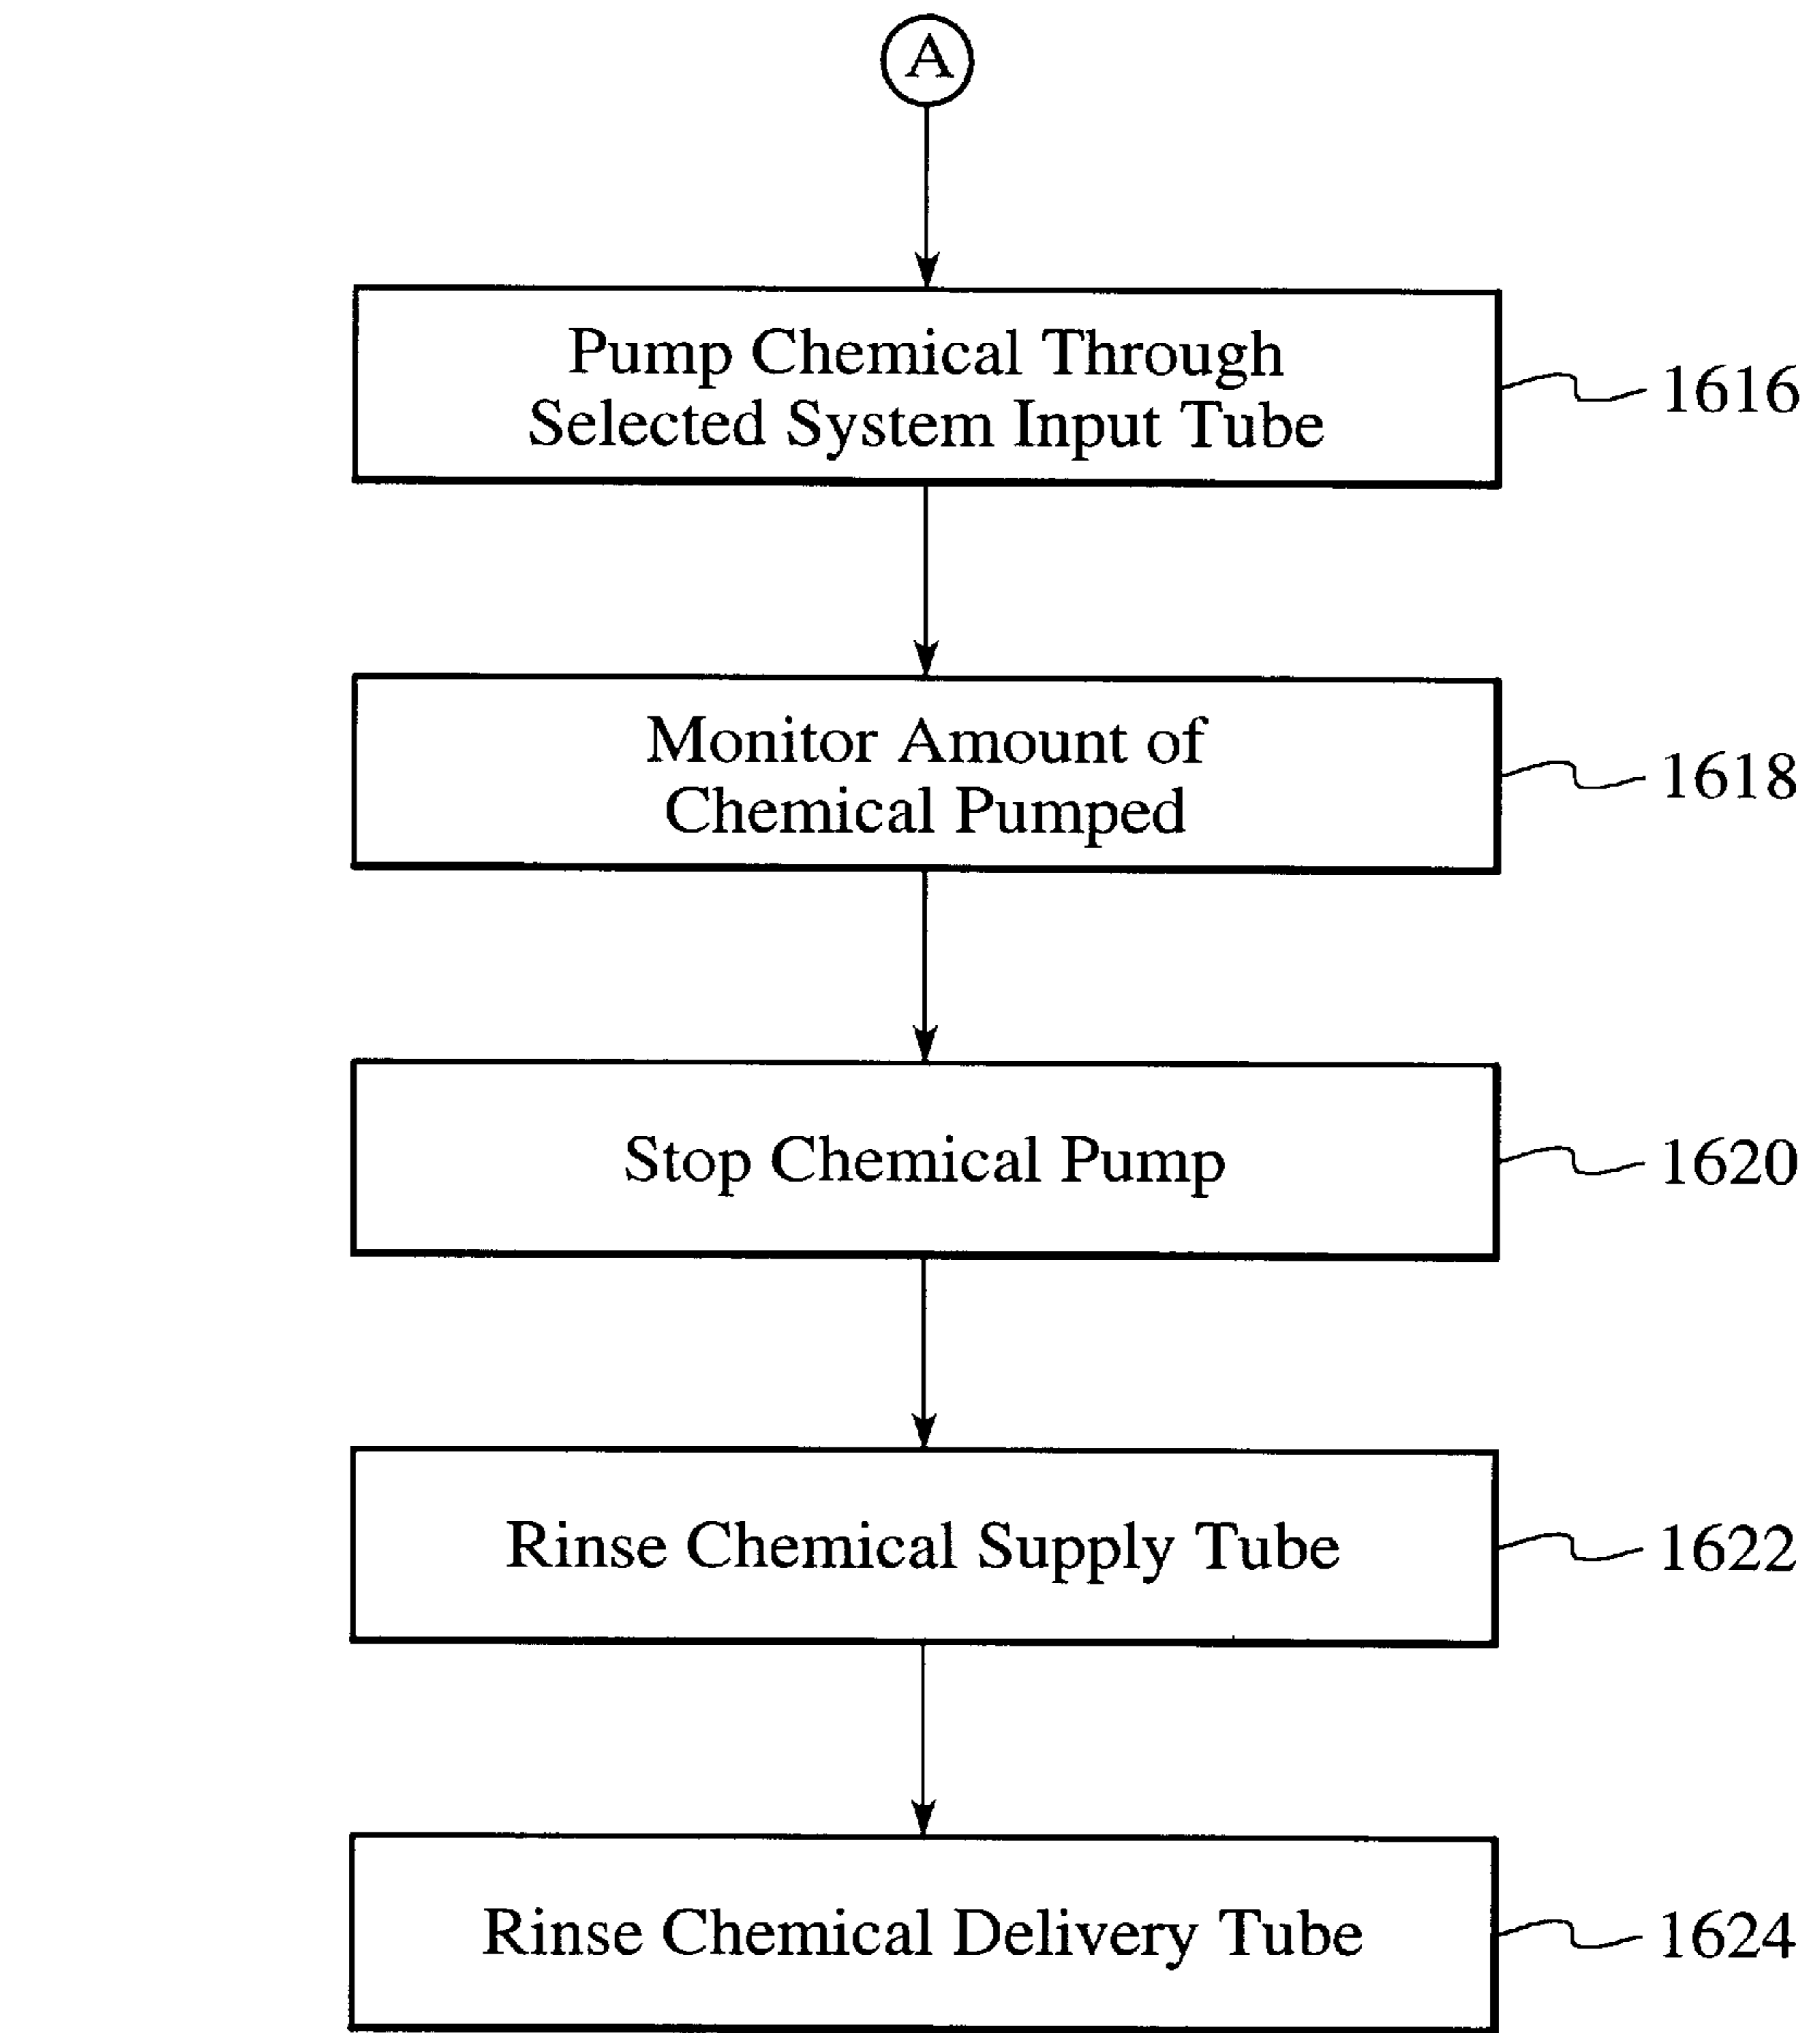 A
Pump Chemical Through
Selected System Input Tube
1616
Monitor Amount of
Chemical Pumped
1618
Stop Chemical Pump
1620
Rinse Chemical Supply Tube
1622
Rinse Chemical Delivery Tube
1624